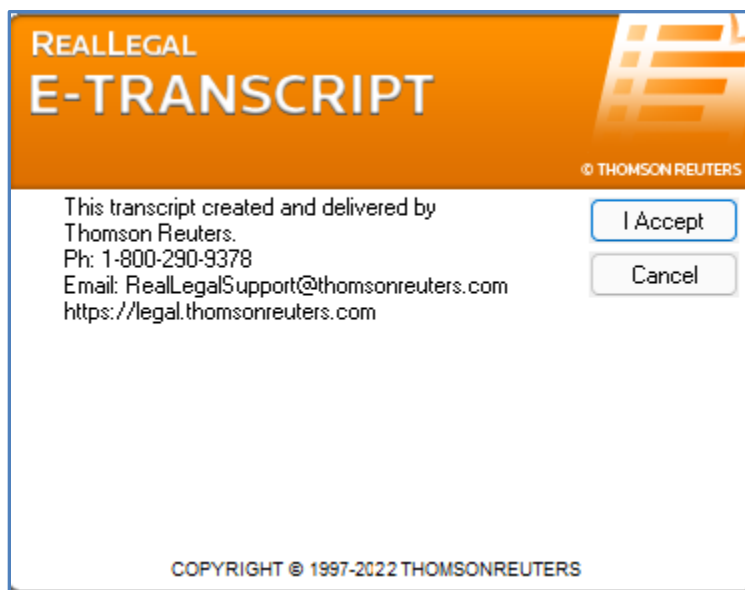 REALLEGAL
E-TRANSCRIPT
© THOMSON REUTERS
This transcript created and delivered by
Thomson Reuters.
Ph: 1-800-290-9378
Email: RealLegalSupport@thomsonreuters.com
https://legal.thomsonreuters.com
I Accept
Cancel
COPYRIGHT © 1997-2022 THOMSONREUTERS